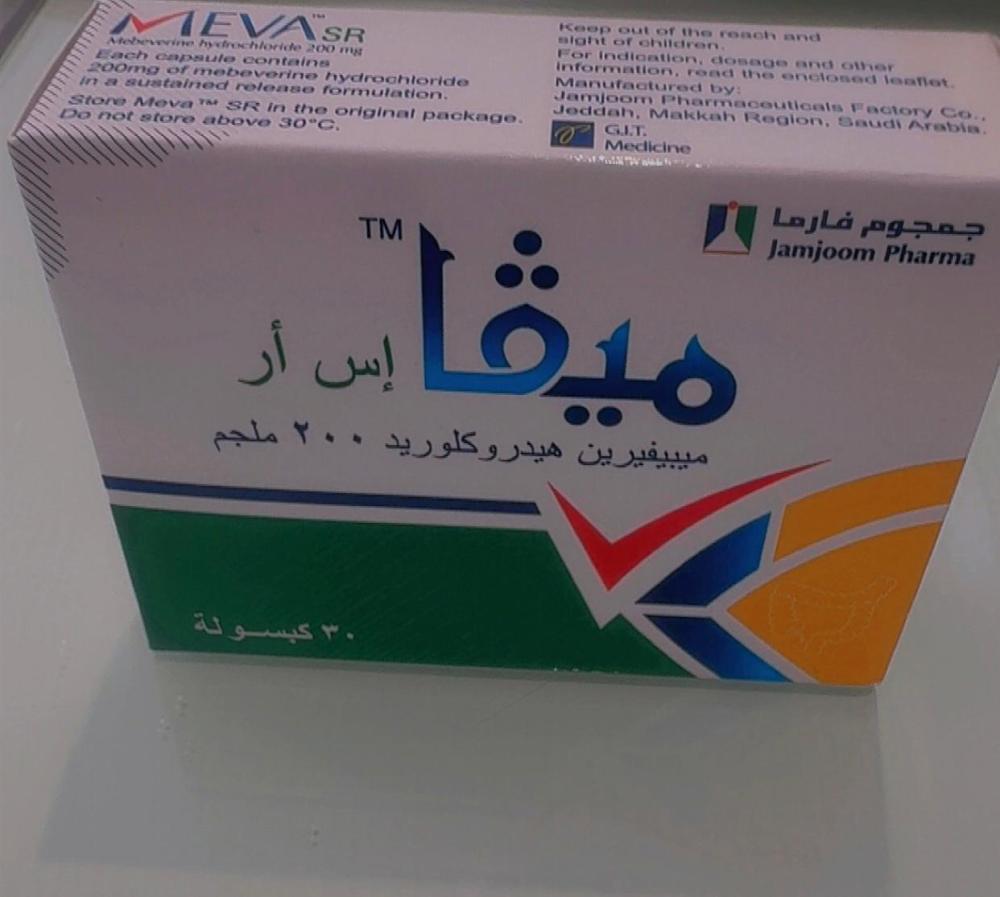 MEVA™ SR
Mebeverine hydrochloride 200 mg
Each capsule contains
200mg of mebeverine hydrochloride
in a sustained release formulation.
Store Meva™ SR in the original package.
Do not store above 30°C.
Keep out of the reach and
sight of children.
For indication, dosage and other
information, read the enclosed leaflet.
Manufactured by:
Jamjoom Pharmaceuticals Factory Co.,
Jeddah, Makkah Region, Saudi Arabia.
G.I.T.
Medicine
جمجوم فارما
Jamjoom Pharma
ميڤا TM
إس أر
ميبيفيرين هيدروكلوريد ٢٠٠ ملجم
٣٠ كبسولة